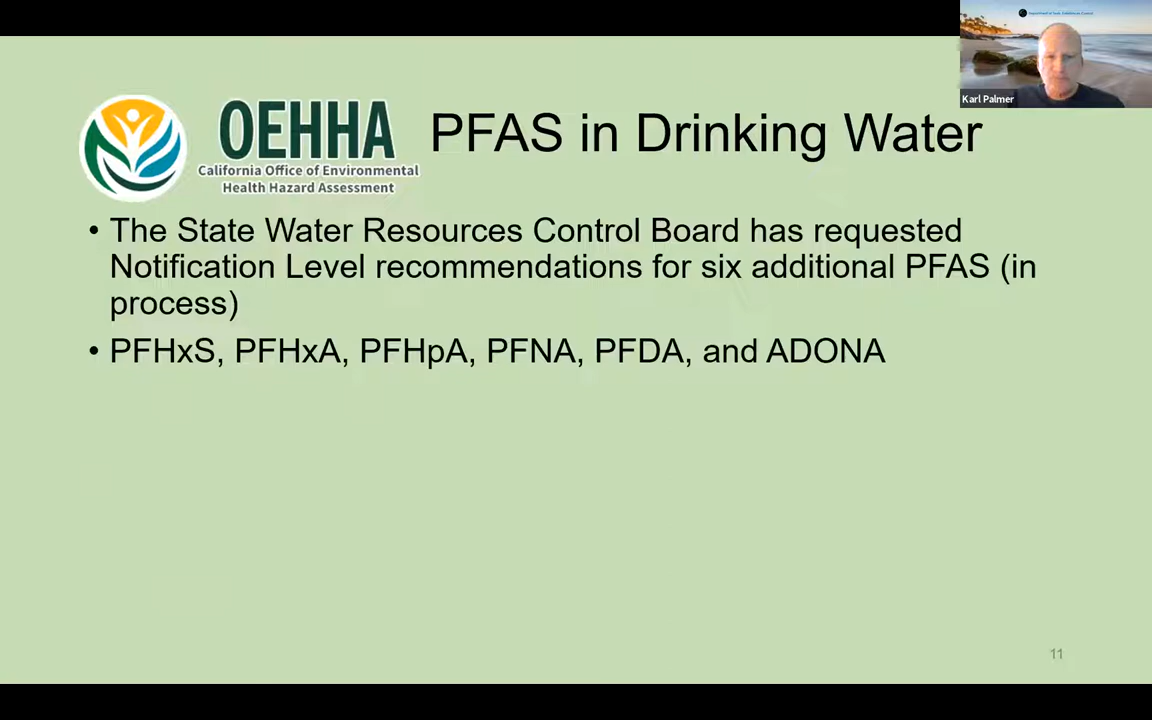 Karl Palmer
OEHHA
California Office of Environmental
Health Hazard Assessment
PFAS in Drinking Water
• The State Water Resources Control Board has requested
Notification Level recommendations for six additional PFAS (in
process)
• PFHxS, PFHxA, PFHpA, PFNA, PFDA, and ADONA
11